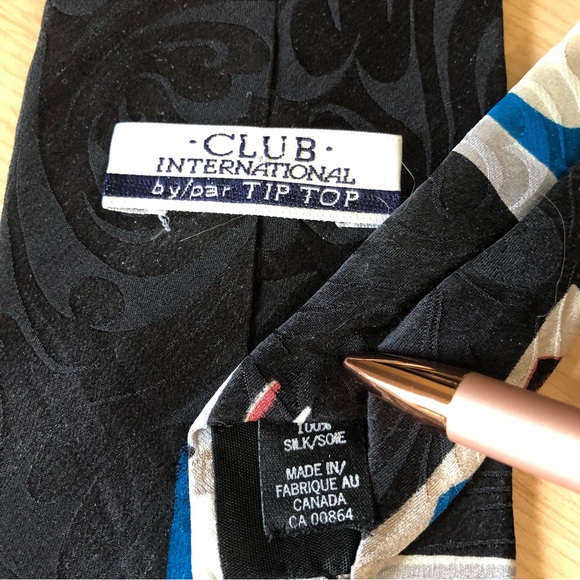 ·CLUB·
INTERNATIONAL
by/par TIP TOP
100%
SILK/SOIE
MADE IN/
FABRIQUE AU
CANADA
CA 00864